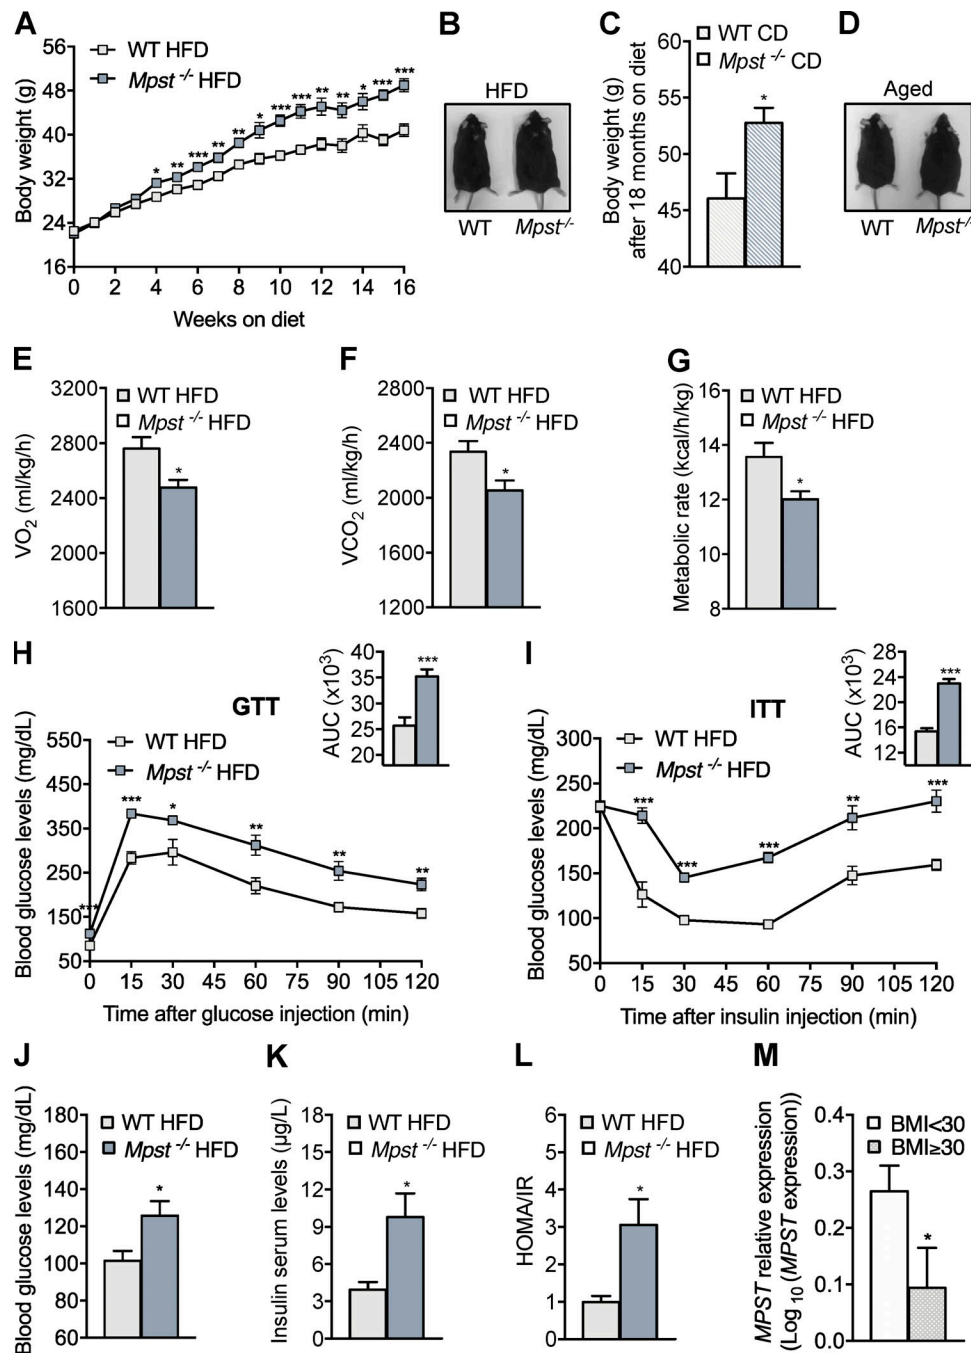 A
WT HFD
Mpst -/- HFD
Body weight (g)
56
48
40
32
24
16
* ** *** ** ** * *** *** ** ** * *** ***
0 2 4 6 8 10 12 14 16
Weeks on diet
B
HFD
WT Mpst-/-
C
WT CD
Mpst -/- CD
Body weight (g)
after 18 months on diet
60
55
50
45
40
*
D
Aged
WT Mpst-/-
E
WT HFD
Mpst -/- HFD
VO2 (ml/kg/h)
3200
2800
2400
2000
1600
*
F
WT HFD
Mpst -/- HFD
VCO2 (ml/kg/h)
2800
2400
2000
1600
1200
*
G
WT HFD
Mpst -/- HFD
Metabolic rate (kcal/h/kg)
16
14
12
10
8
*
H
GTT
WT HFD
Mpst -/- HFD
Blood glucose levels (mg/dL)
550
450
350
250
150
50
*** *** * ** ** **
0 15 30 45 60 75 90 105 120
Time after glucose injection (min)
AUC (x10³)
40
35
30
25
20
***
I
ITT
WT HFD
Mpst -/- HFD
Blood glucose levels (mg/dL)
300
250
200
150
100
50
*** *** *** ** ***
0 15 30 45 60 75 90 105 120
Time after insulin injection (min)
AUC (x10³)
28
24
20
16
12
***
J
WT HFD
Mpst -/- HFD
Blood glucose levels (mg/dL)
180
160
140
120
100
80
60
*
K
WT HFD
Mpst -/- HFD
Insulin serum levels (µg/L)
18
15
12
9
6
3
0
*
L
WT HFD
Mpst -/- HFD
HOMA/IR
6
5
4
3
2
1
0
*
M
BMI<30
BMI≥30
MPST relative expression
(Log 10 (MPST expression))
0.4
0.3
0.2
0.1
0.0
*